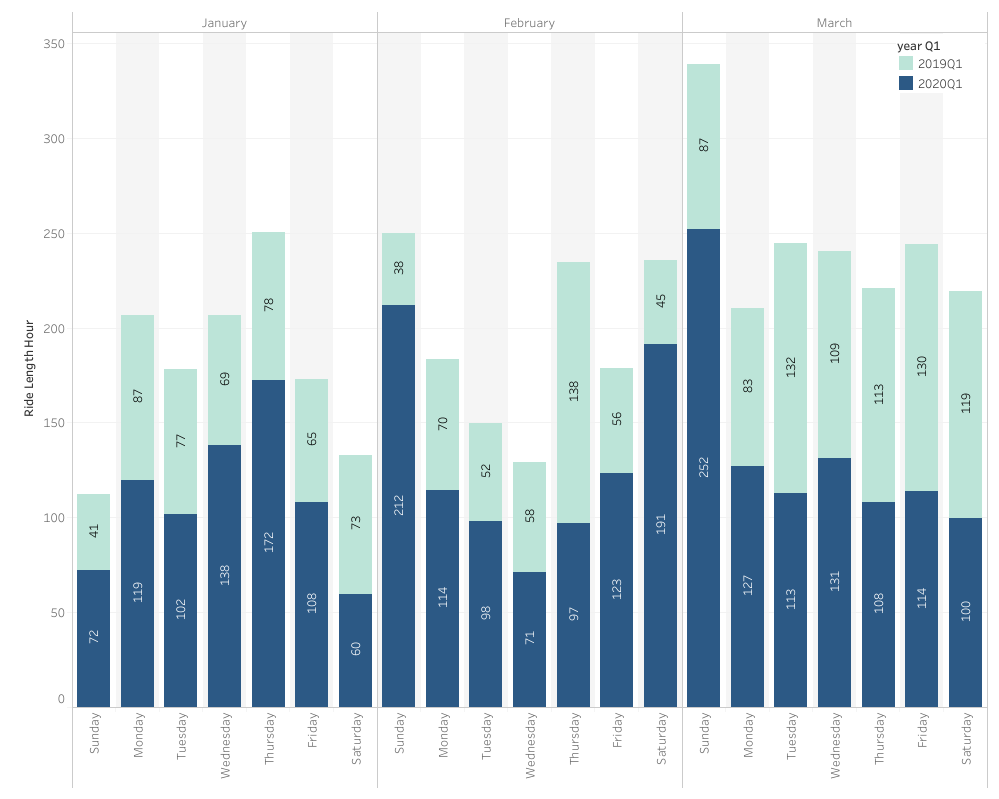 January
February
March
year Q1
2019Q1
2020Q1
Ride Length Hour
350
300
250
200
150
100
50
0
41
72
87
119
77
102
69
138
78
172
65
108
73
60
38
212
70
114
52
98
58
71
138
97
56
123
45
191
87
252
83
127
132
113
109
131
113
108
130
114
119
100
Sunday
Monday
Tuesday
Wednesday
Thursday
Friday
Saturday
Sunday
Monday
Tuesday
Wednesday
Thursday
Friday
Saturday
Sunday
Monday
Tuesday
Wednesday
Thursday
Friday
Saturday